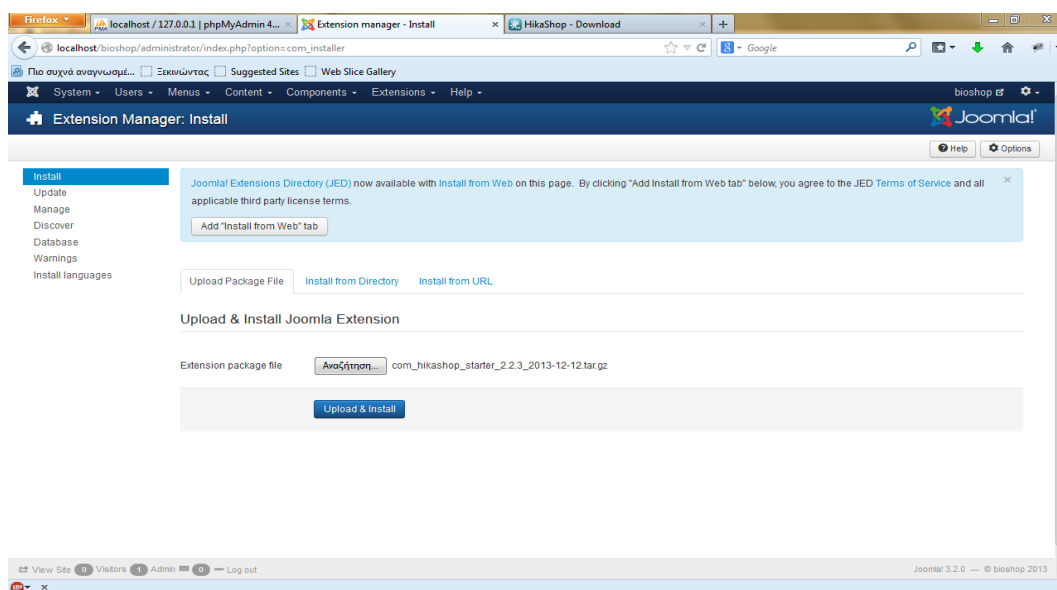 Firefox
localhost / 127.0.0.1 | phpMyAdmin 4...
Extension manager - Install
HikaShop - Download
localhost/bioshop/administrator/index.php?option=com_installer
Google
Πιο συχνά αναγνωσμέ...
Ξεκινώντας
Suggested Sites
Web Slice Gallery
System
Users
Menus
Content
Components
Extensions
Help
bioshop
Extension Manager: Install
Joomla!
Help
Options
Install
Update
Manage
Discover
Database
Warnings
Install languages
Joomla! Extensions Directory (JED) now available with Install from Web on this page. By clicking "Add Install from Web tab" below, you agree to the JED Terms of Service and all
applicable third party license terms.
Add "Install from Web" tab
Upload Package File
Install from Directory
Install from URL
Upload & Install Joomla Extension
Extension package file
Αναζήτηση...
com_hikashop_starter_2.2.3_2013-12-12.tar.gz
Upload & Install
View Site 0 Visitors 1 Admin 0 Log out
Joomla! 3.2.0 — © bioshop 2013
ABP